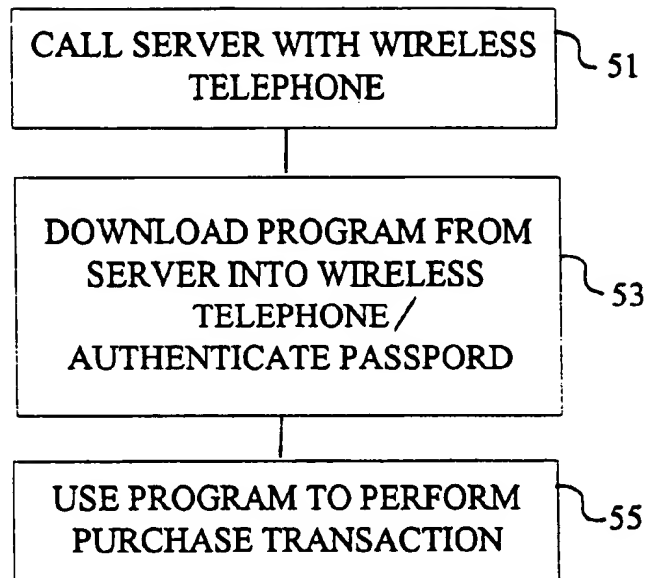 CALL SERVER WITH WIRELESS
TELEPHONE
51
DOWNLOAD PROGRAM FROM
SERVER INTO WIRELESS
TELEPHONE/
AUTHENTICATE PASSPORD
53
USE PROGRAM TO PERFORM
PURCHASE TRANSACTION
55